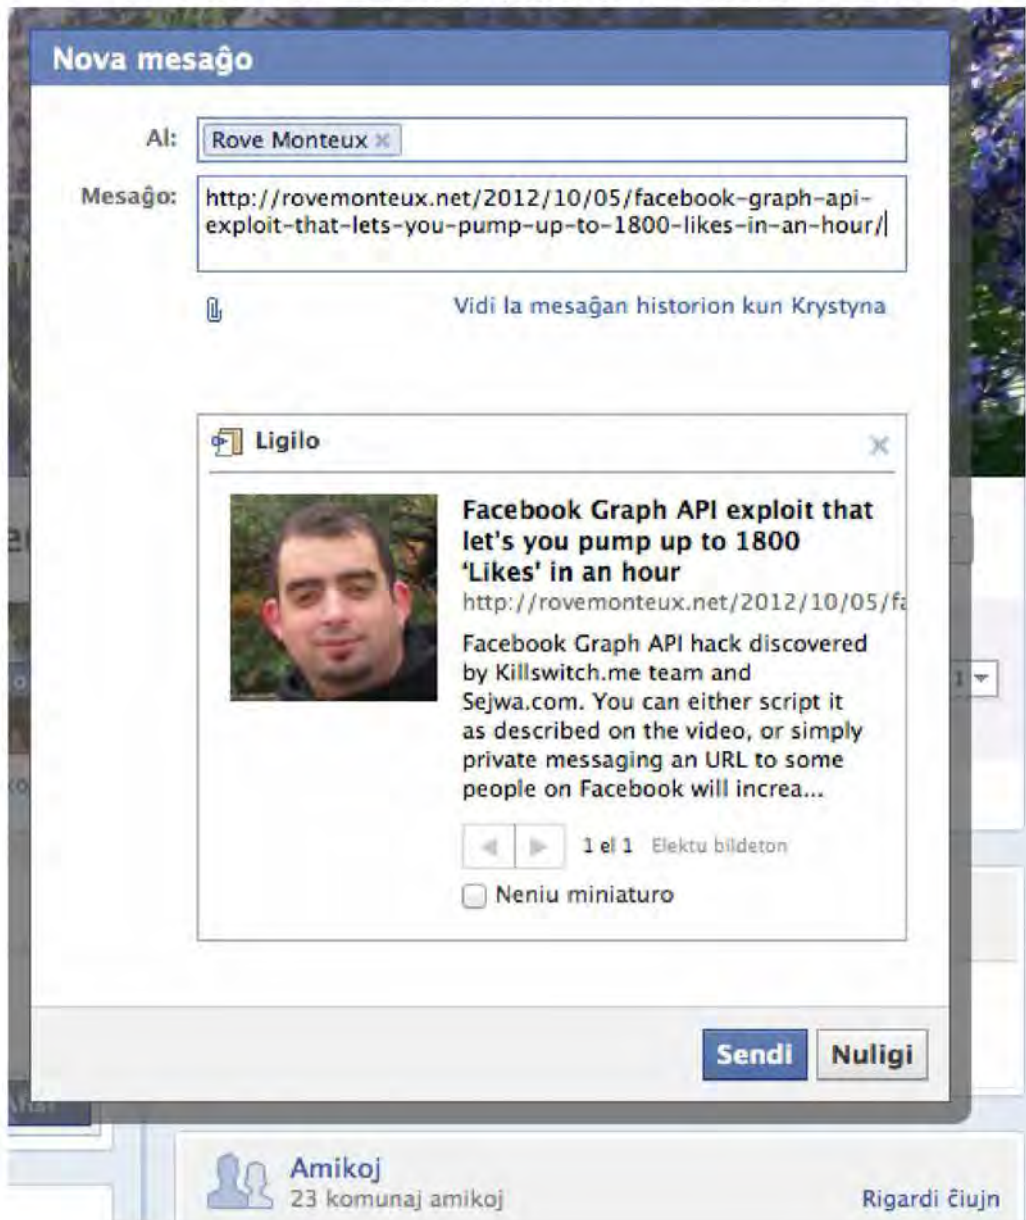 Nova mesaĝo
Al:
Rove Monteux
Mesaĝo:
http://rovemonteux.net/2012/10/05/facebook-graph-api-
exploit-that-lets-you-pump-up-to-1800-likes-in-an-hour/
Vidi la mesaĝan historion kun Krystyna
Ligilo
Facebook Graph API exploit that
let's you pump up to 1800
‘Likes' in an hour
http://rovemonteux.net/2012/10/05/fa
Facebook Graph API hack discovered
by Killswitch.me team and
Sejwa.com. You can either script it
as described on the video, or simply
private messaging an URL to some
people on Facebook will increa...
1 el 1 Elektu bildeton
Neniu miniaturo
Sendi
Nuligi
Amikoj
23 komunaj amikoj
Rigardi ĉiujn